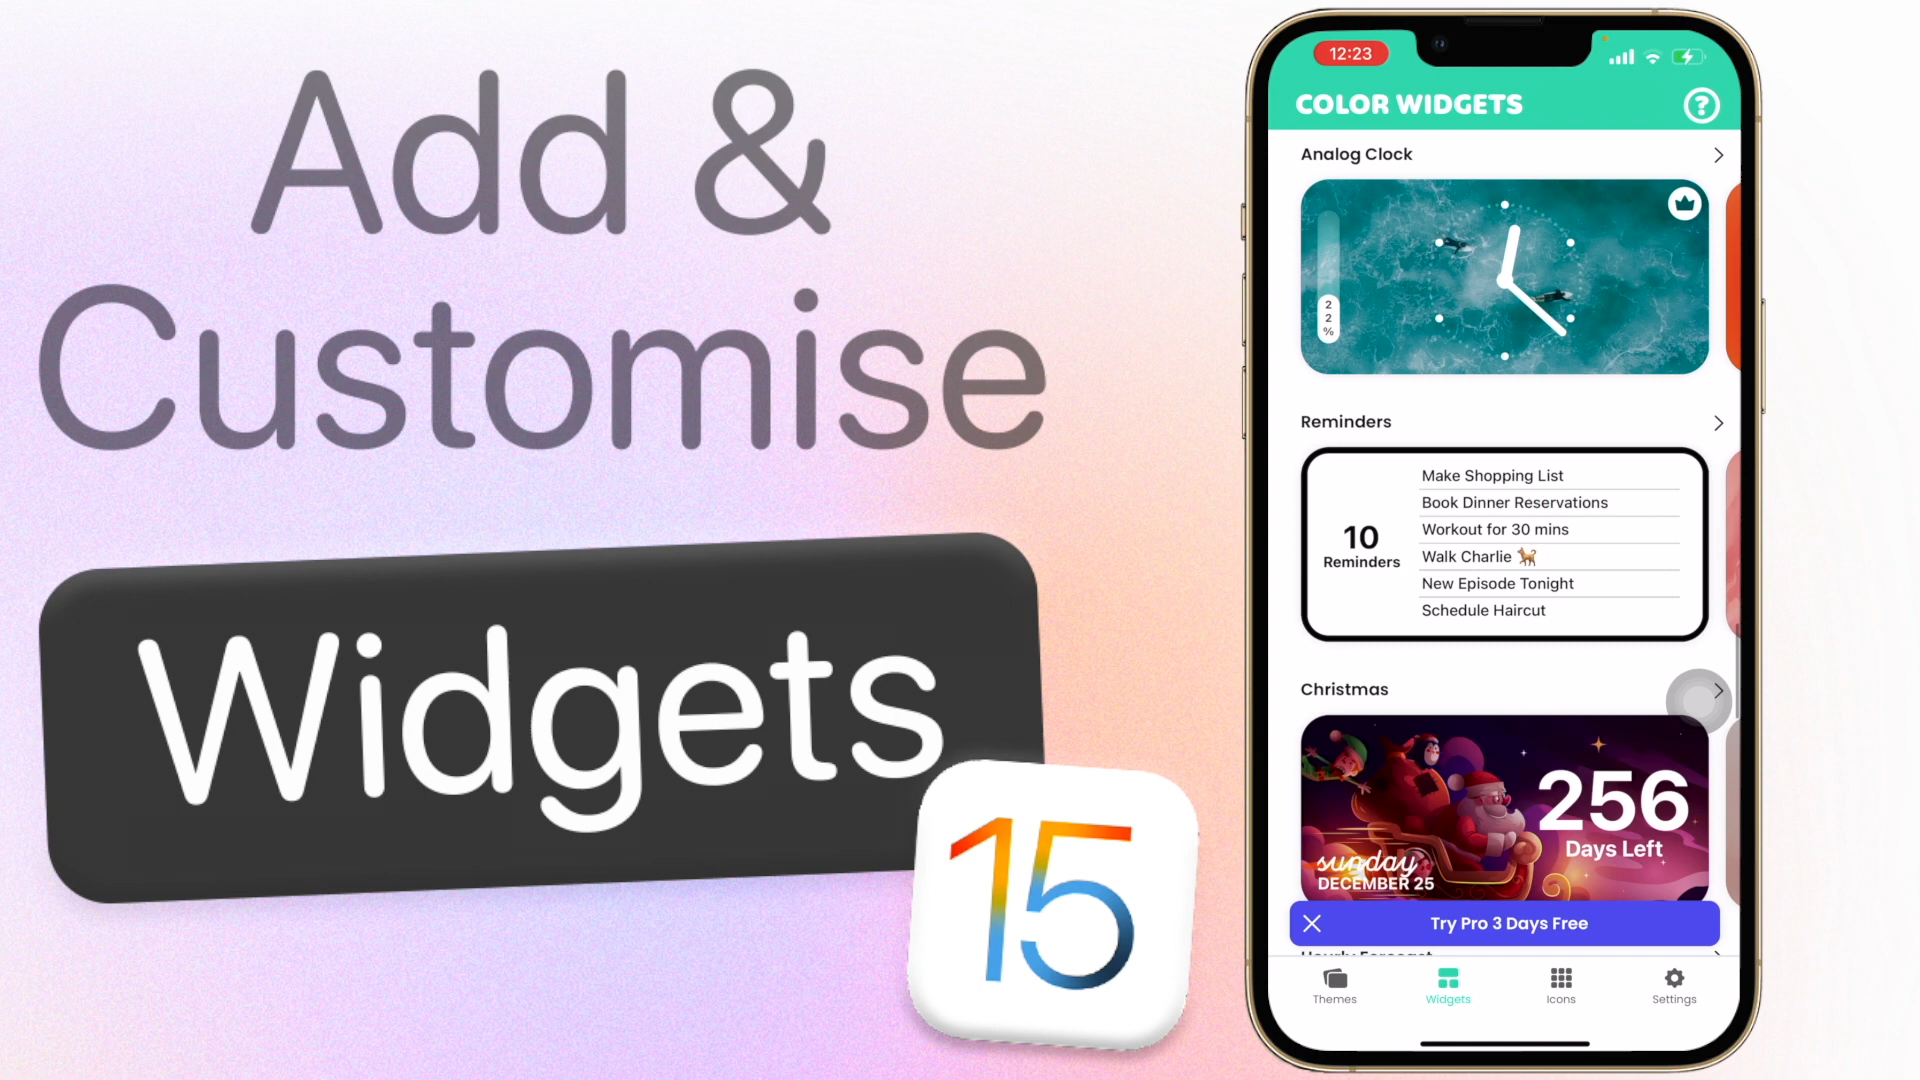 Add &
Customise
Widgets
15
12:23
COLOR WIDGETS
?
Analog Clock
2
2
%
Reminders
10
Reminders
Make Shopping List
Book Dinner Reservations
Workout for 30 mins
Walk Charlie 🐕
New Episode Tonight
Schedule Haircut
Christmas
256
Days Left
sunday
DECEMBER 25
Try Pro 3 Days Free
Hourly Forecast
Themes
Widgets
Icons
Settings